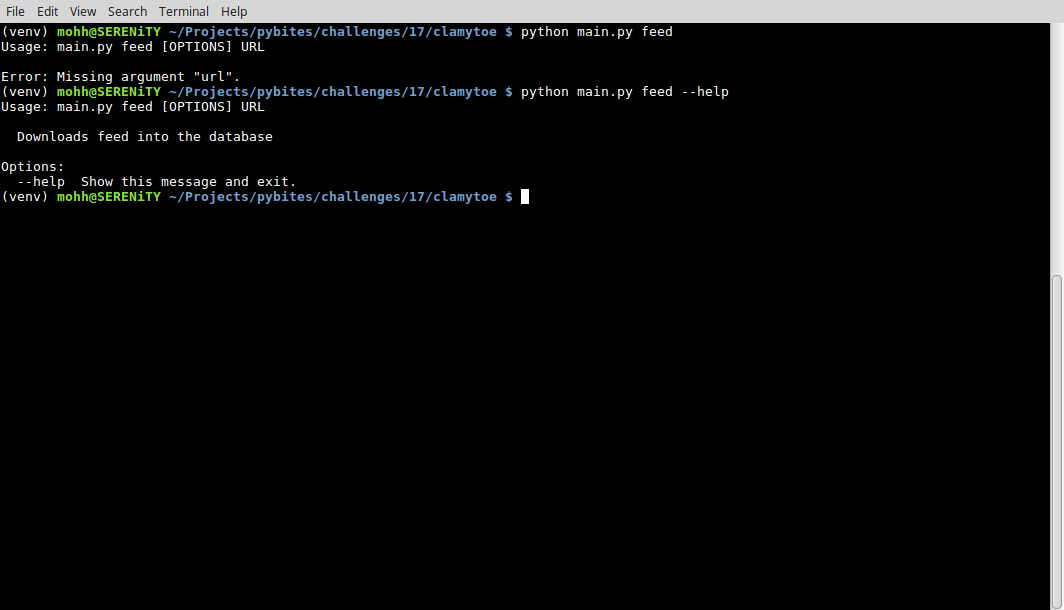 File Edit View Search Terminal Help
(venv) mohh@SERENiTY ~/Projects/pybites/challenges/17/clamytoe $ python main.py feed
Usage: main.py feed [OPTIONS] URL
Error: Missing argument "url".
(venv) mohh@SERENiTY ~/Projects/pybites/challenges/17/clamytoe $ python main.py feed --help
Usage: main.py feed [OPTIONS] URL
Downloads feed into the database
Options:
--help  Show this message and exit.
(venv) mohh@SERENiTY ~/Projects/pybites/challenges/17/clamytoe $